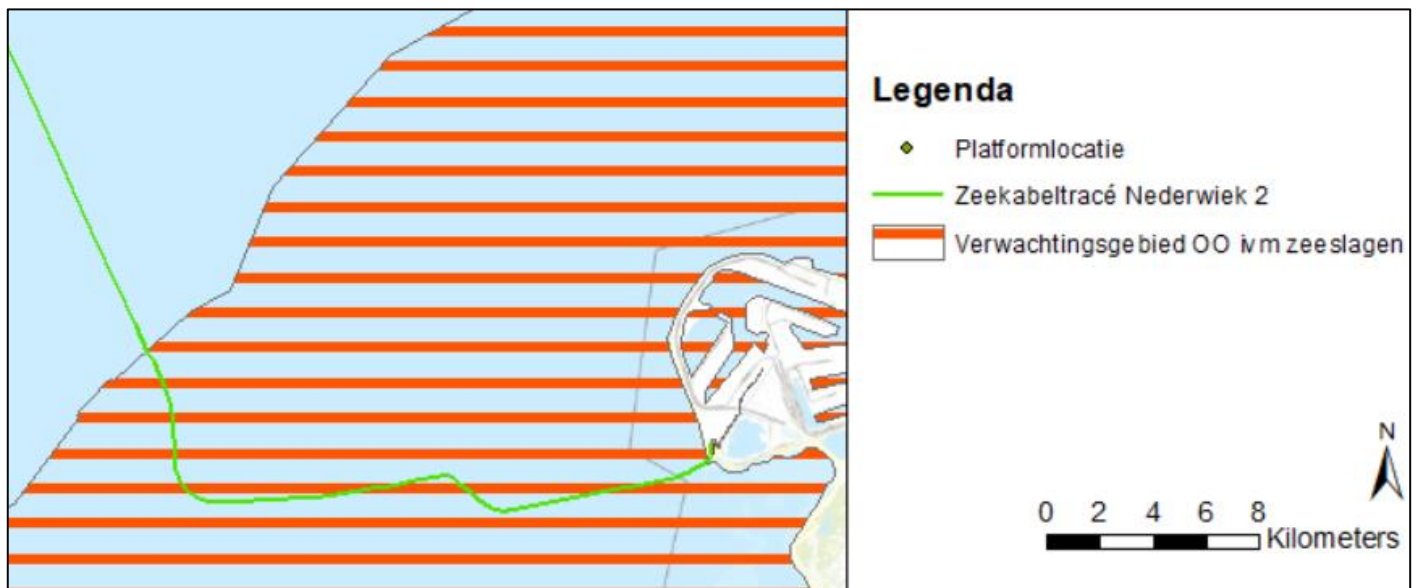 Legenda
Platformlocatie
Zeekabeltracé Nederwiek 2
Verwachtingsgebied OO ivm zeeslagen
N
0 2 4 6 8
Kilometers